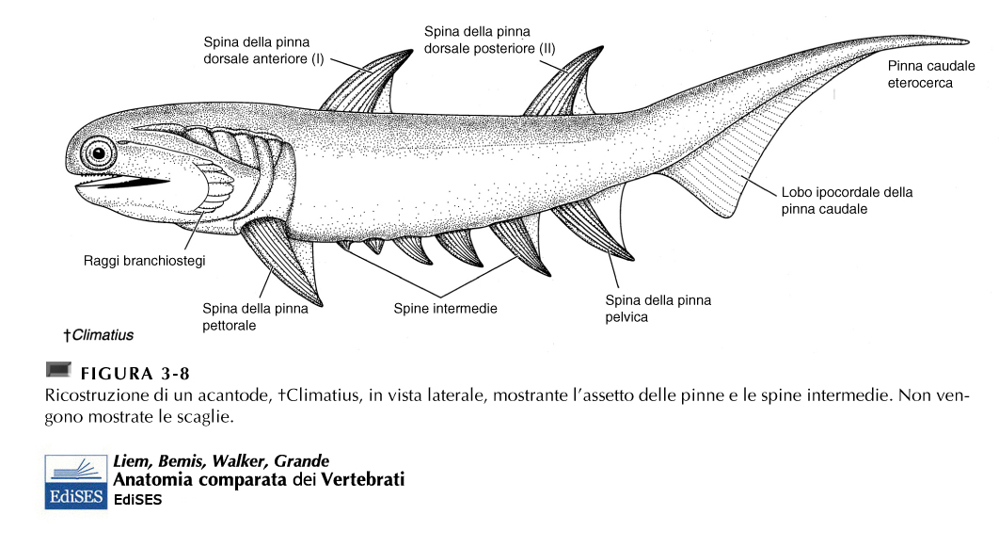 Spina della pinna
dorsale anteriore (I)
Spina della pinna
dorsale posteriore (II)
Pinna caudale
eterocerca
Lobo ipocordale della
pinna caudale
Raggi branchiostegi
Spina della pinna
pettorale
Spine intermedie
Spina della pinna
pelvica
†Climatius
FIGURA 3-8
Ricostruzione di un acantode, †Climatius, in vista laterale, mostrante l'assetto delle pinne e le spine intermedie. Non ven-
gono mostrate le scaglie.
EdiSES
Liem, Bemis, Walker, Grande
Anatomia comparata dei Vertebrati
EdiSES